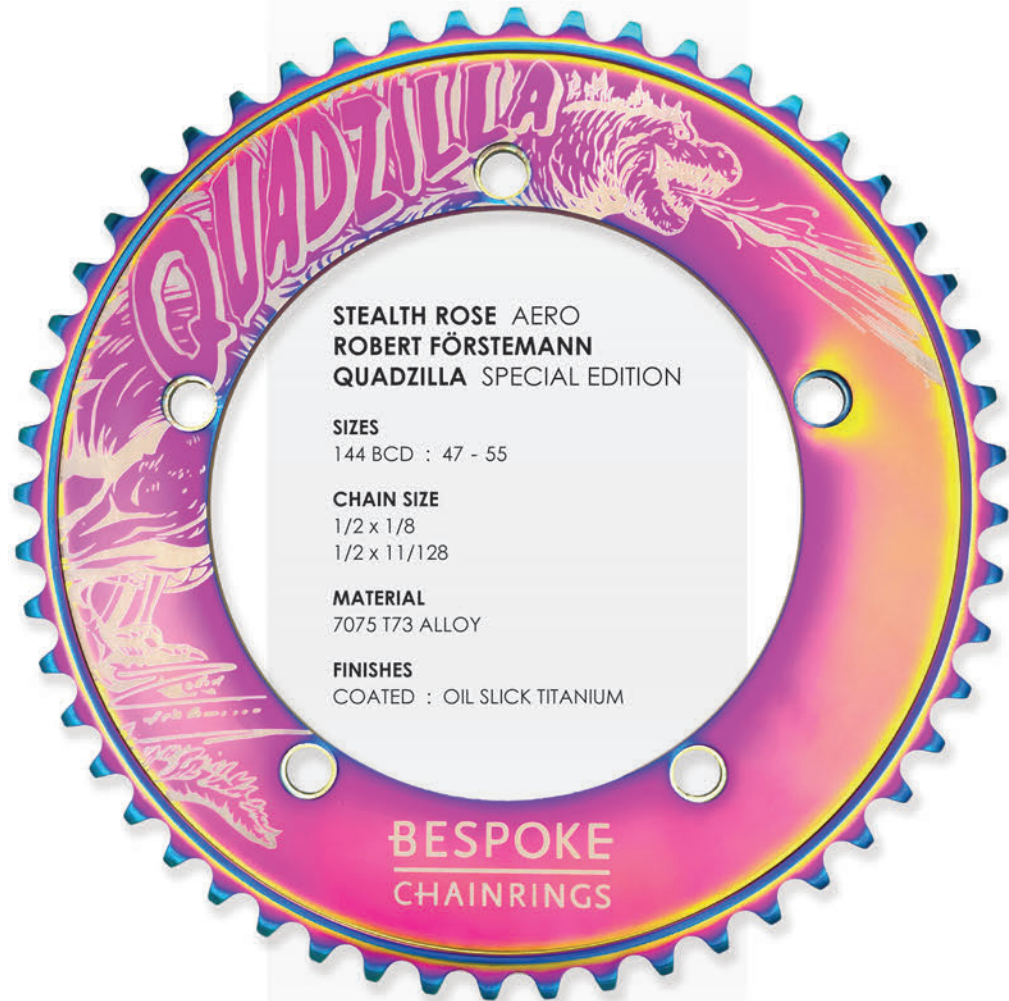 QUADZILLA
STEALTH ROSE AERO
ROBERT FÖRSTEMANN
QUADZILLA SPECIAL EDITION
SIZES
144 BCD : 47 - 55
CHAIN SIZE
1/2 x 1/8
1/2 x 11/128
MATERIAL
7075 T73 ALLOY
FINISHES
COATED : OIL SLICK TITANIUM
BESPOKE
CHAINRINGS